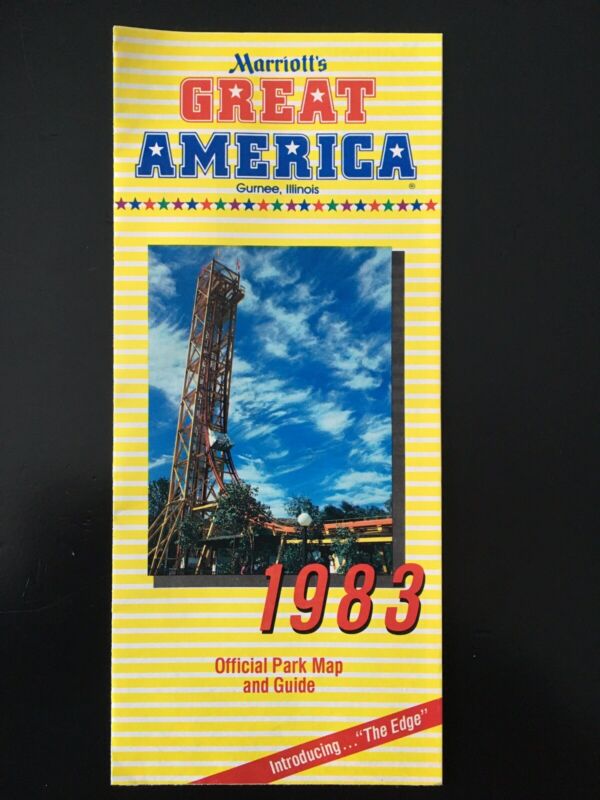 Marriott's
GREAT
AMERICA
Gurnee, Illinois ®
1983
Official Park Map
and Guide
Introducing... "The Edge"